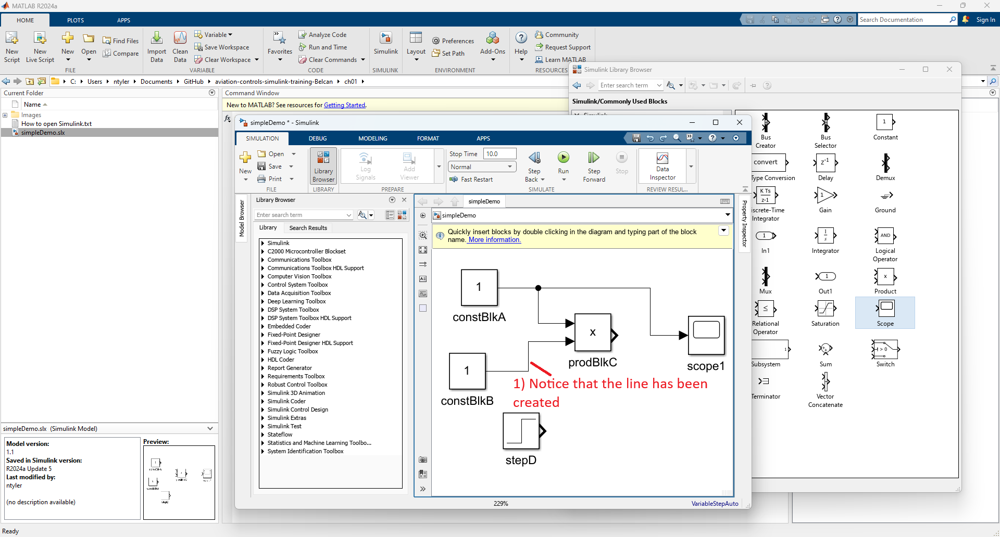 MATLAB R2024a
HOME PLOTS APPS
Search Documentation Sign In
New Script
New Live Script
New
Open
Find Files
Compare
FILE
Import Data
Clean Data
Variable
Save Workspace
Clear Workspace
VARIABLE
Favorites
Analyze Code
Run and Time
Clear Commands
CODE
Simulink
SIMULINK
Layout
Preferences
Set Path
Add-Ons
ENVIRONMENT
Help
Community
Request Support
Learn MATLAB
RESOURCES
C: Users ntyler Documents GitHub aviation-controls-simulink-training-Belcan ch01
Current Folder
Name
Images
How to open Simulink.txt
simpleDemo.slx
simpleDemo.slx (Simulink Model)
Model version:
1.1
Saved in Simulink version:
R2024a Update 5
Last modified by:
ntyler
(no description available)
Preview:
Ready
Command Window
New to MATLAB? See resources for Getting Started.
fx
simpleDemo * - Simulink
SIMULATION DEBUG MODELING FORMAT APPS
New
Open
Save
Print
FILE
Library Browser
LIBRARY
Log Signals
Add Viewer
PREPARE
Stop Time 10.0
Normal
Fast Restart
Step Back
Run
Step Forward
Stop
SIMULATE
Data Inspector
REVIEW RESUL...
Model Browser
Library Browser
Enter search term
Library Search Results
Simulink
C2000 Microcontroller Blockset
Communications Toolbox
Communications Toolbox HDL Support
Computer Vision Toolbox
Control System Toolbox
Data Acquisition Toolbox
Deep Learning Toolbox
DSP System Toolbox
DSP System Toolbox HDL Support
Embedded Coder
Fixed-Point Designer
Fixed-Point Designer HDL Support
Fuzzy Logic Toolbox
HDL Coder
Report Generator
Requirements Toolbox
Robust Control Toolbox
Simulink 3D Animation
Simulink Coder
Simulink Control Design
Simulink Extras
Simulink Test
Stateflow
Statistics and Machine Learning Toolbo...
System Identification Toolbox
simpleDemo
simpleDemo
Property Inspector
Quickly insert blocks by double clicking in the diagram and typing part of the block
name. More information.
1
constBlkA
1
constBlkB
x
prodBlkC
scope1
1) Notice that the line has been
created
stepD
229%
VariableStepAuto
Simulink Library Browser
Enter search term
Simulink/Commonly Used Blocks
Bus Creator
Bus Selector
1
Constant
convert
Type Conversion
z-1
Delay
Demux
K Ts
z-1
iscrete-Time Integrator
1
Gain
Ground
1
In1
1
s
Integrator
AND
Logical Operator
Mux
1
Out1
x
Product
≤
Relational Operator
Saturation
Scope
1
Subsystem
Sum
> 0
Switch
Terminator
Vector Concatenate